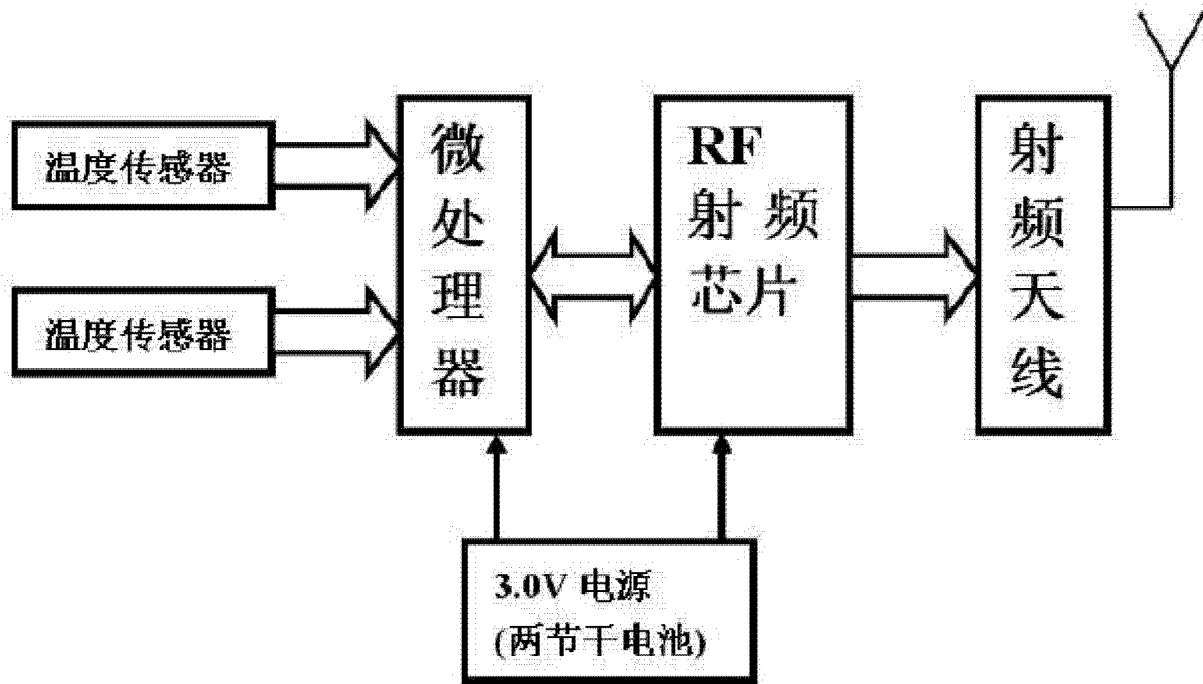 温度传感器
温度传感器
微
处
理
器
RF
射 频
芯片
射
频
天
线
3.0V 电源
(两节干电池)